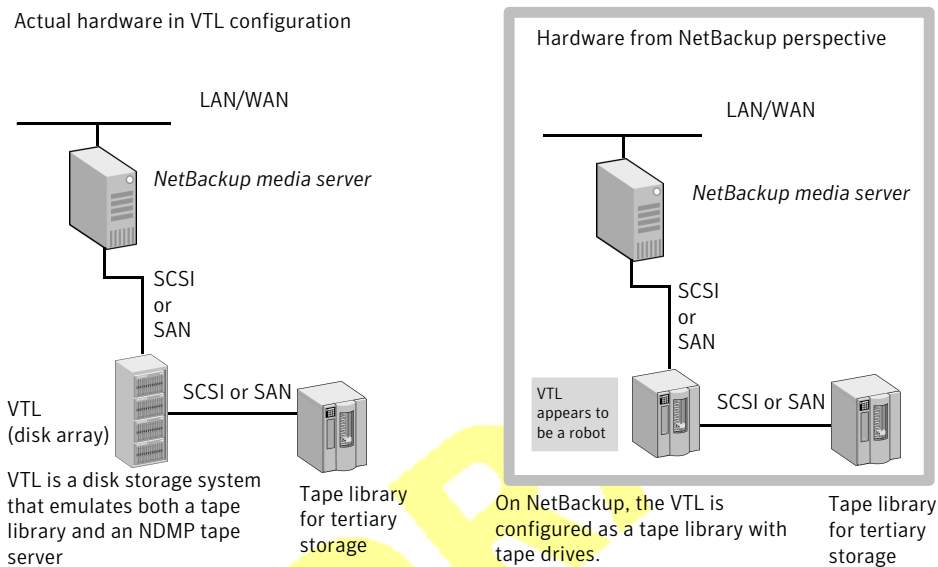 Actual hardware in VTL configuration
LAN/WAN
NetBackup media server
SCSI
or
SAN
SCSI or SAN
VTL
(disk array)
VTL is a disk storage system
that emulates both a tape
library and an NDMP tape
server
Tape library
for tertiary
storage
Hardware from NetBackup perspective
LAN/WAN
NetBackup media server
SCSI
or
SAN
VTL
appears to
be a robot
SCSI or SAN
On NetBackup, the VTL is
configured as a tape library with
tape drives.
Tape library
for tertiary
storage